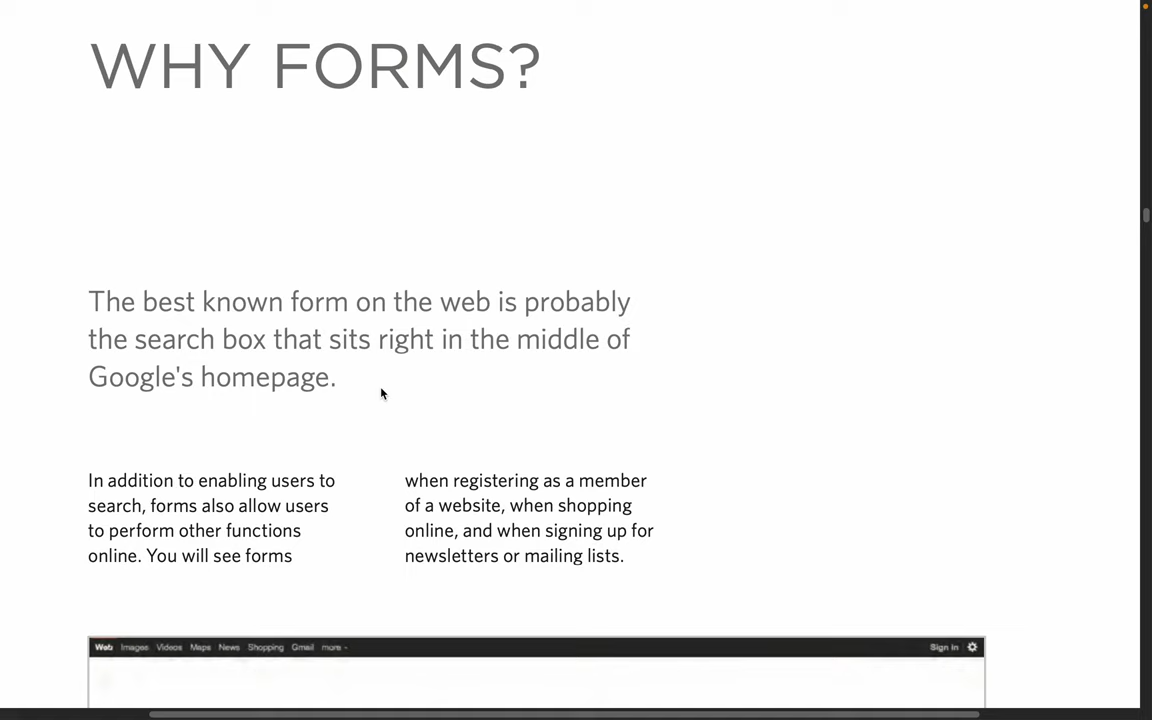 WHY FORMS?
The best known form on the web is probably
the search box that sits right in the middle of
Google's homepage.
In addition to enabling users to
search, forms also allow users
to perform other functions
online. You will see forms
when registering as a member
of a website, when shopping
online, and when signing up for
newsletters or mailing lists.
Web Images Videos Maps News Shopping Gmail more - Sign in